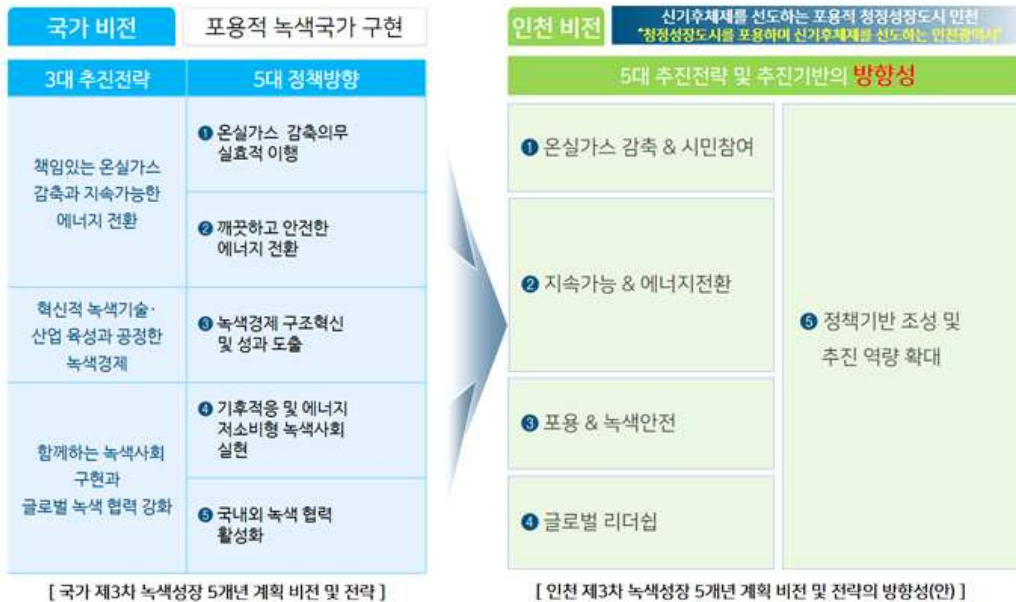 국가 비전
포용적 녹색국가 구현
3대 추진전략
5대 정책방향
책임있는 온실가스
감축과 지속가능한
에너지 전환
❶ 온실가스 감축의무
실효적 이행
❷ 깨끗하고 안전한
에너지 전환
혁신적 녹색기술·
산업 육성과 공정한
녹색경제
❸ 녹색경제 구조혁신
및 성과 도출
함께하는 녹색사회
구현과
글로벌 녹색 협력 강화
❹ 기후적응 및 에너지
저소비형 녹색사회
실현
❺ 국내외 녹색 협력
활성화
[ 국가 제3차 녹색성장 5개년 계획 비전 및 전략 ]
인천 비전
신기후체제를 선도하는 포용적 청정성장도시 인천
"청정성장도시를 포용하며 신기후체제를 선도하는 인천광역시"
5대 추진전략 및 추진기반의 방향성
❶ 온실가스 감축 & 시민참여
❷ 지속가능 & 에너지전환
❸ 포용 & 녹색안전
❹ 글로벌 리더쉽
❺ 정책기반 조성 및
추진 역량 확대
[ 인천 제3차 녹색성장 5개년 계획 비전 및 전략의 방향성(안) ]